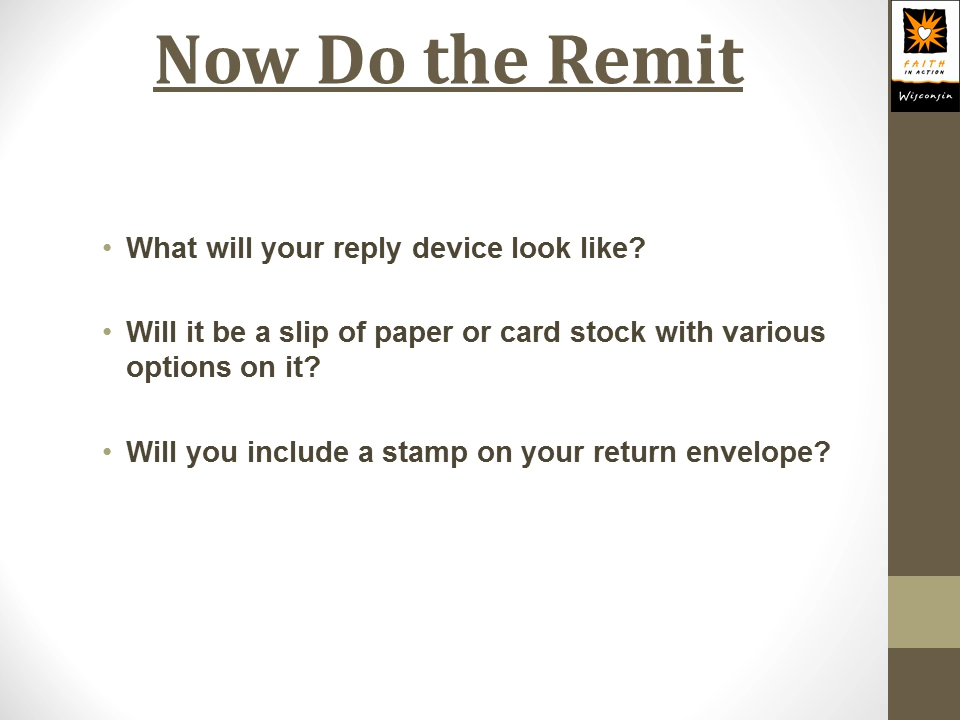 Now Do the Remit
FAITH
IN ACTION
Wisconsin
• What will your reply device look like?
• Will it be a slip of paper or card stock with various
options on it?
• Will you include a stamp on your return envelope?